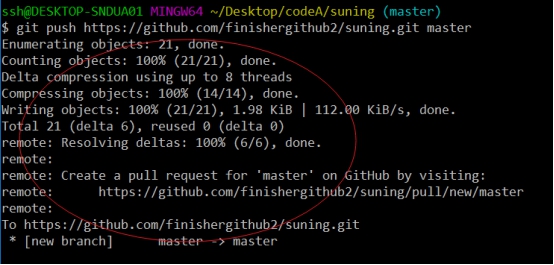 ssh@DESKTOP-SNDUA01 MINGW64 ~/Desktop/codeA/suning (master)
$ git push https://github.com/finishergithub2/suning.git master
Enumerating objects: 21, done.
Counting objects: 100% (21/21), done.
Delta compression using up to 8 threads
Compressing objects: 100% (14/14), done.
Writing objects: 100% (21/21), 1.98 KiB | 112.00 KiB/s, done.
Total 21 (delta 6), reused 0 (delta 0)
remote: Resolving deltas: 100% (6/6), done.
remote:
remote: Create a pull request for 'master' on GitHub by visiting:
remote:      https://github.com/finishergithub2/suning/pull/new/master
remote:
To https://github.com/finishergithub2/suning.git
 * [new branch]      master -> master